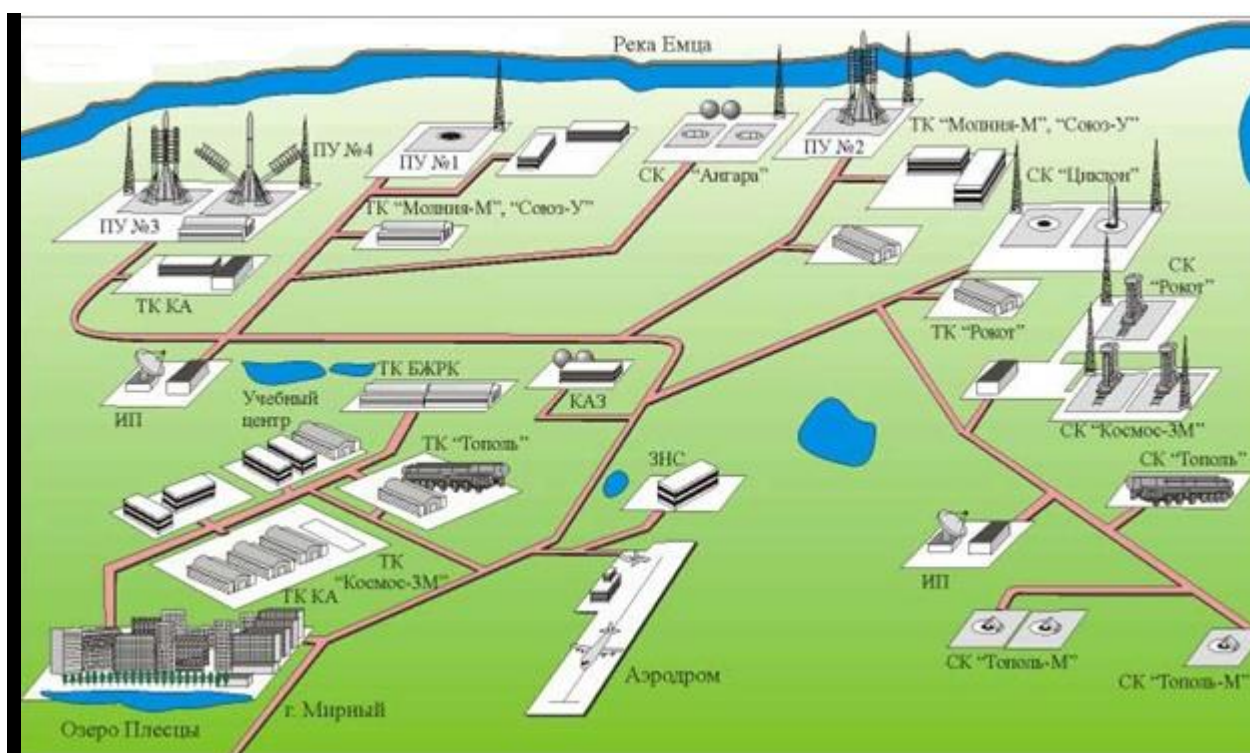 Река Емца
ПУ №4
ПУ №1
ПУ №2
ТК “Молния-М”, “Союз-У”
СК “Ангара”
СК “Циклон”
ПУ №3
ТК “Молния-М”, “Союз-У”
СК
“Рокот”
ТК КА
ТК “Рокот”
ТК БЖРК
ИП
Учебный
центр
КАЗ
СК “Космос-3М”
ТК “Тополь”
ЗНС
СК “Тополь”
ТК
“Космос-3М”
ТК КА
ИП
СК “Тополь-М”
Аэродром
СК “Тополь-М”
г. Мирный
Озеро Плесцы